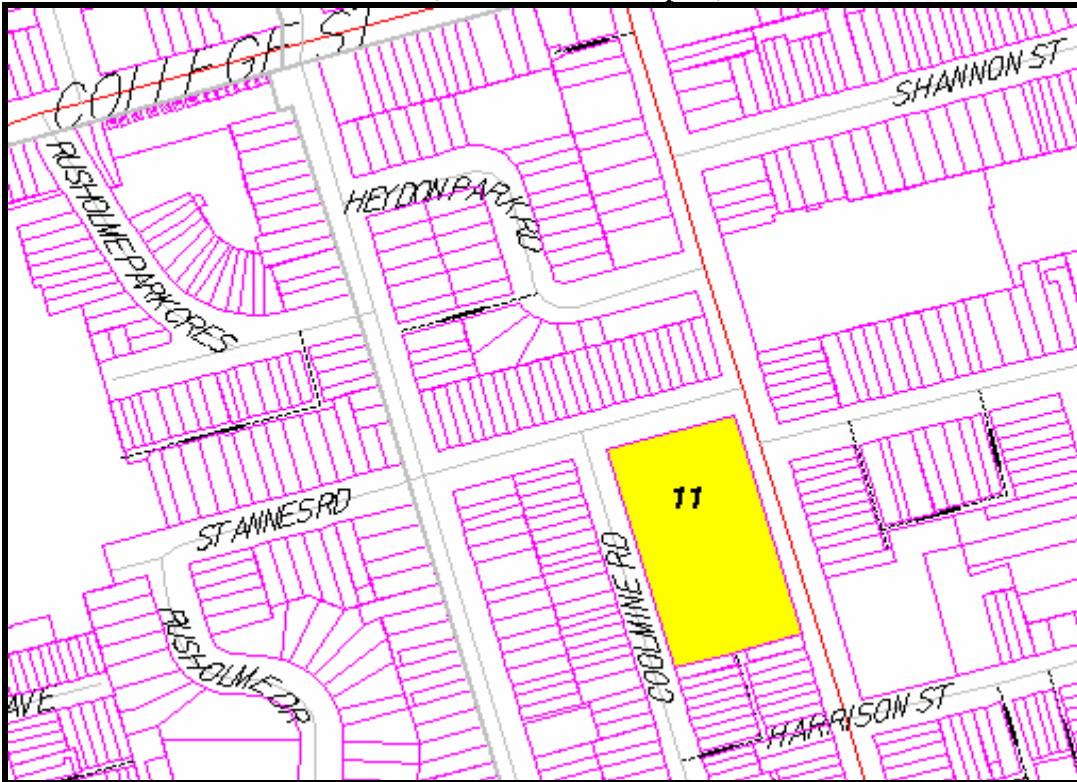 COLLEGE ST
SHANNON ST
RUSHOLME PARK CRES
HEYDON PARK RD
11
ST ANNES RD
COOLMINE RD
RUSHOLME DR
AVE
HARRISON ST